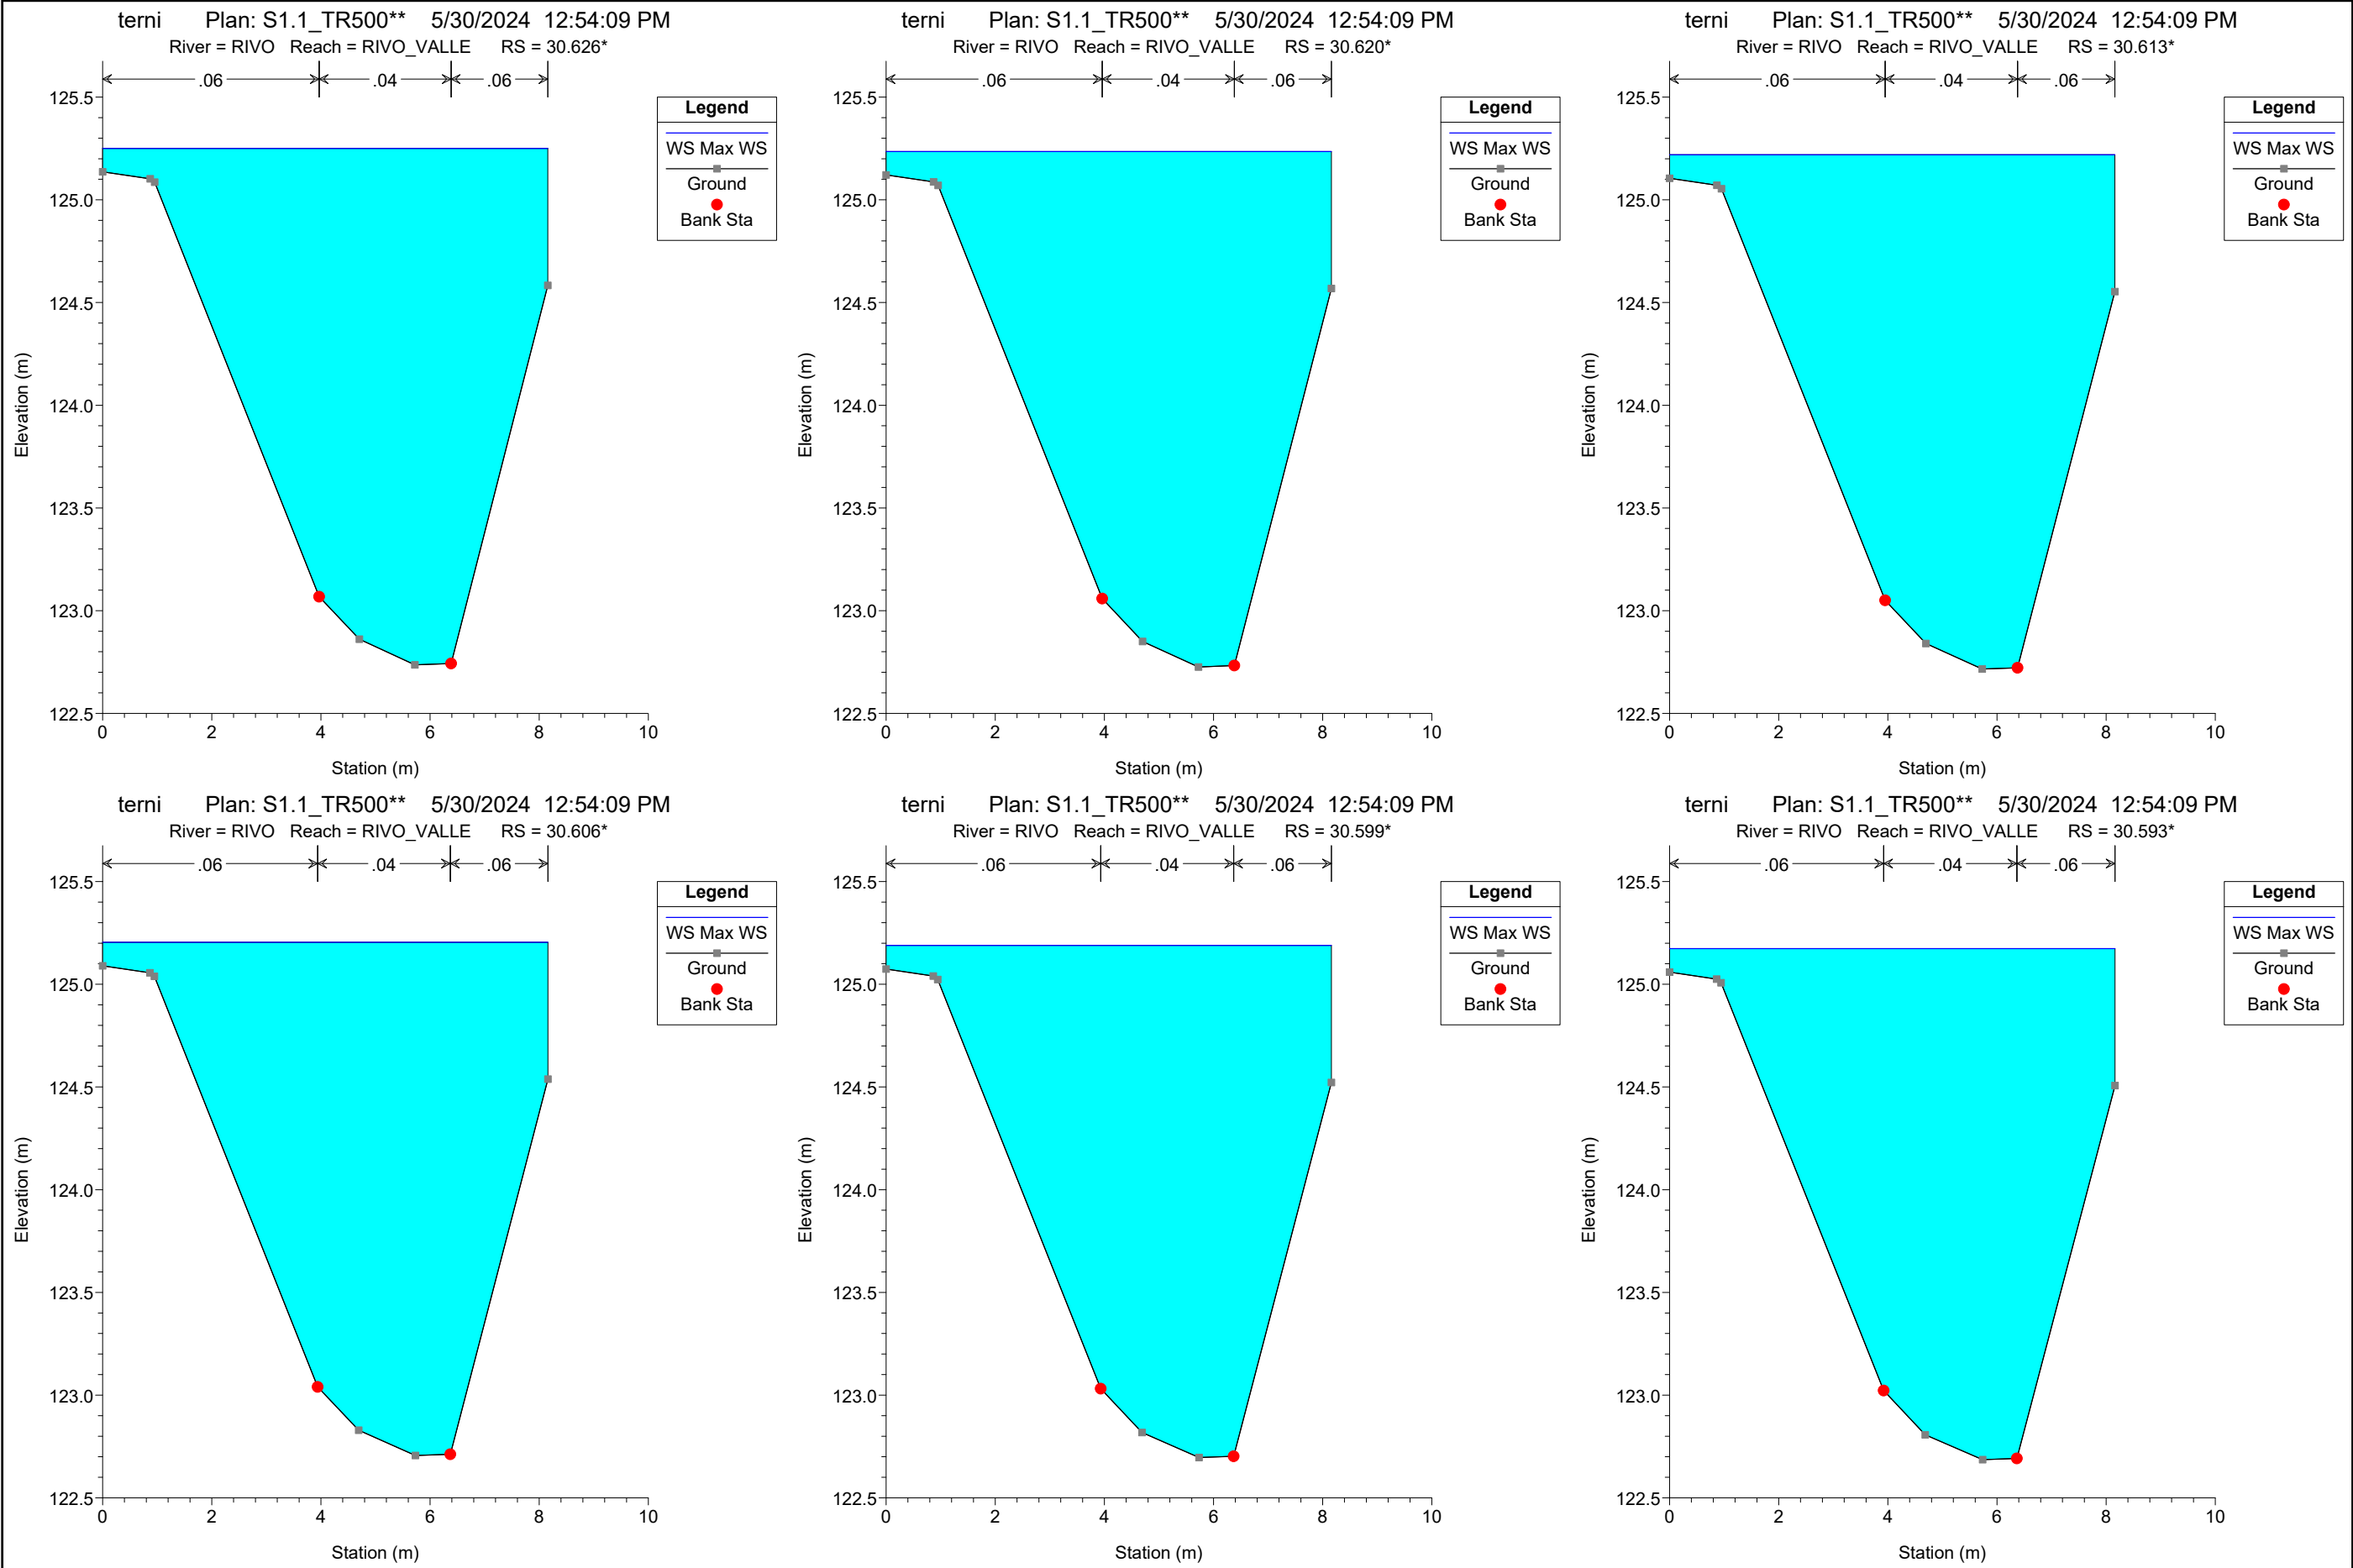 terni Plan: S1.1_TR500** 5/30/2024 12:54:09 PM
River = RIVO Reach = RIVO_VALLE RS = 30.626*
.06 .04 .06
125.5
125.0
124.5
124.0
123.5
123.0
122.5
0 2 4 6 8 10
Station (m)
Elevation (m)
Legend
WS Max WS
Ground
Bank Sta
terni Plan: S1.1_TR500** 5/30/2024 12:54:09 PM
River = RIVO Reach = RIVO_VALLE RS = 30.620*
.06 .04 .06
125.5
125.0
124.5
124.0
123.5
123.0
122.5
0 2 4 6 8 10
Station (m)
Elevation (m)
Legend
WS Max WS
Ground
Bank Sta
terni Plan: S1.1_TR500** 5/30/2024 12:54:09 PM
River = RIVO Reach = RIVO_VALLE RS = 30.613*
.06 .04 .06
125.5
125.0
124.5
124.0
123.5
123.0
122.5
0 2 4 6 8 10
Station (m)
Elevation (m)
Legend
WS Max WS
Ground
Bank Sta
terni Plan: S1.1_TR500** 5/30/2024 12:54:09 PM
River = RIVO Reach = RIVO_VALLE RS = 30.606*
.06 .04 .06
125.5
125.0
124.5
124.0
123.5
123.0
122.5
0 2 4 6 8 10
Station (m)
Elevation (m)
Legend
WS Max WS
Ground
Bank Sta
terni Plan: S1.1_TR500** 5/30/2024 12:54:09 PM
River = RIVO Reach = RIVO_VALLE RS = 30.599*
.06 .04 .06
125.5
125.0
124.5
124.0
123.5
123.0
122.5
0 2 4 6 8 10
Station (m)
Elevation (m)
Legend
WS Max WS
Ground
Bank Sta
terni Plan: S1.1_TR500** 5/30/2024 12:54:09 PM
River = RIVO Reach = RIVO_VALLE RS = 30.593*
.06 .04 .06
125.5
125.0
124.5
124.0
123.5
123.0
122.5
0 2 4 6 8 10
Station (m)
Elevation (m)
Legend
WS Max WS
Ground
Bank Sta